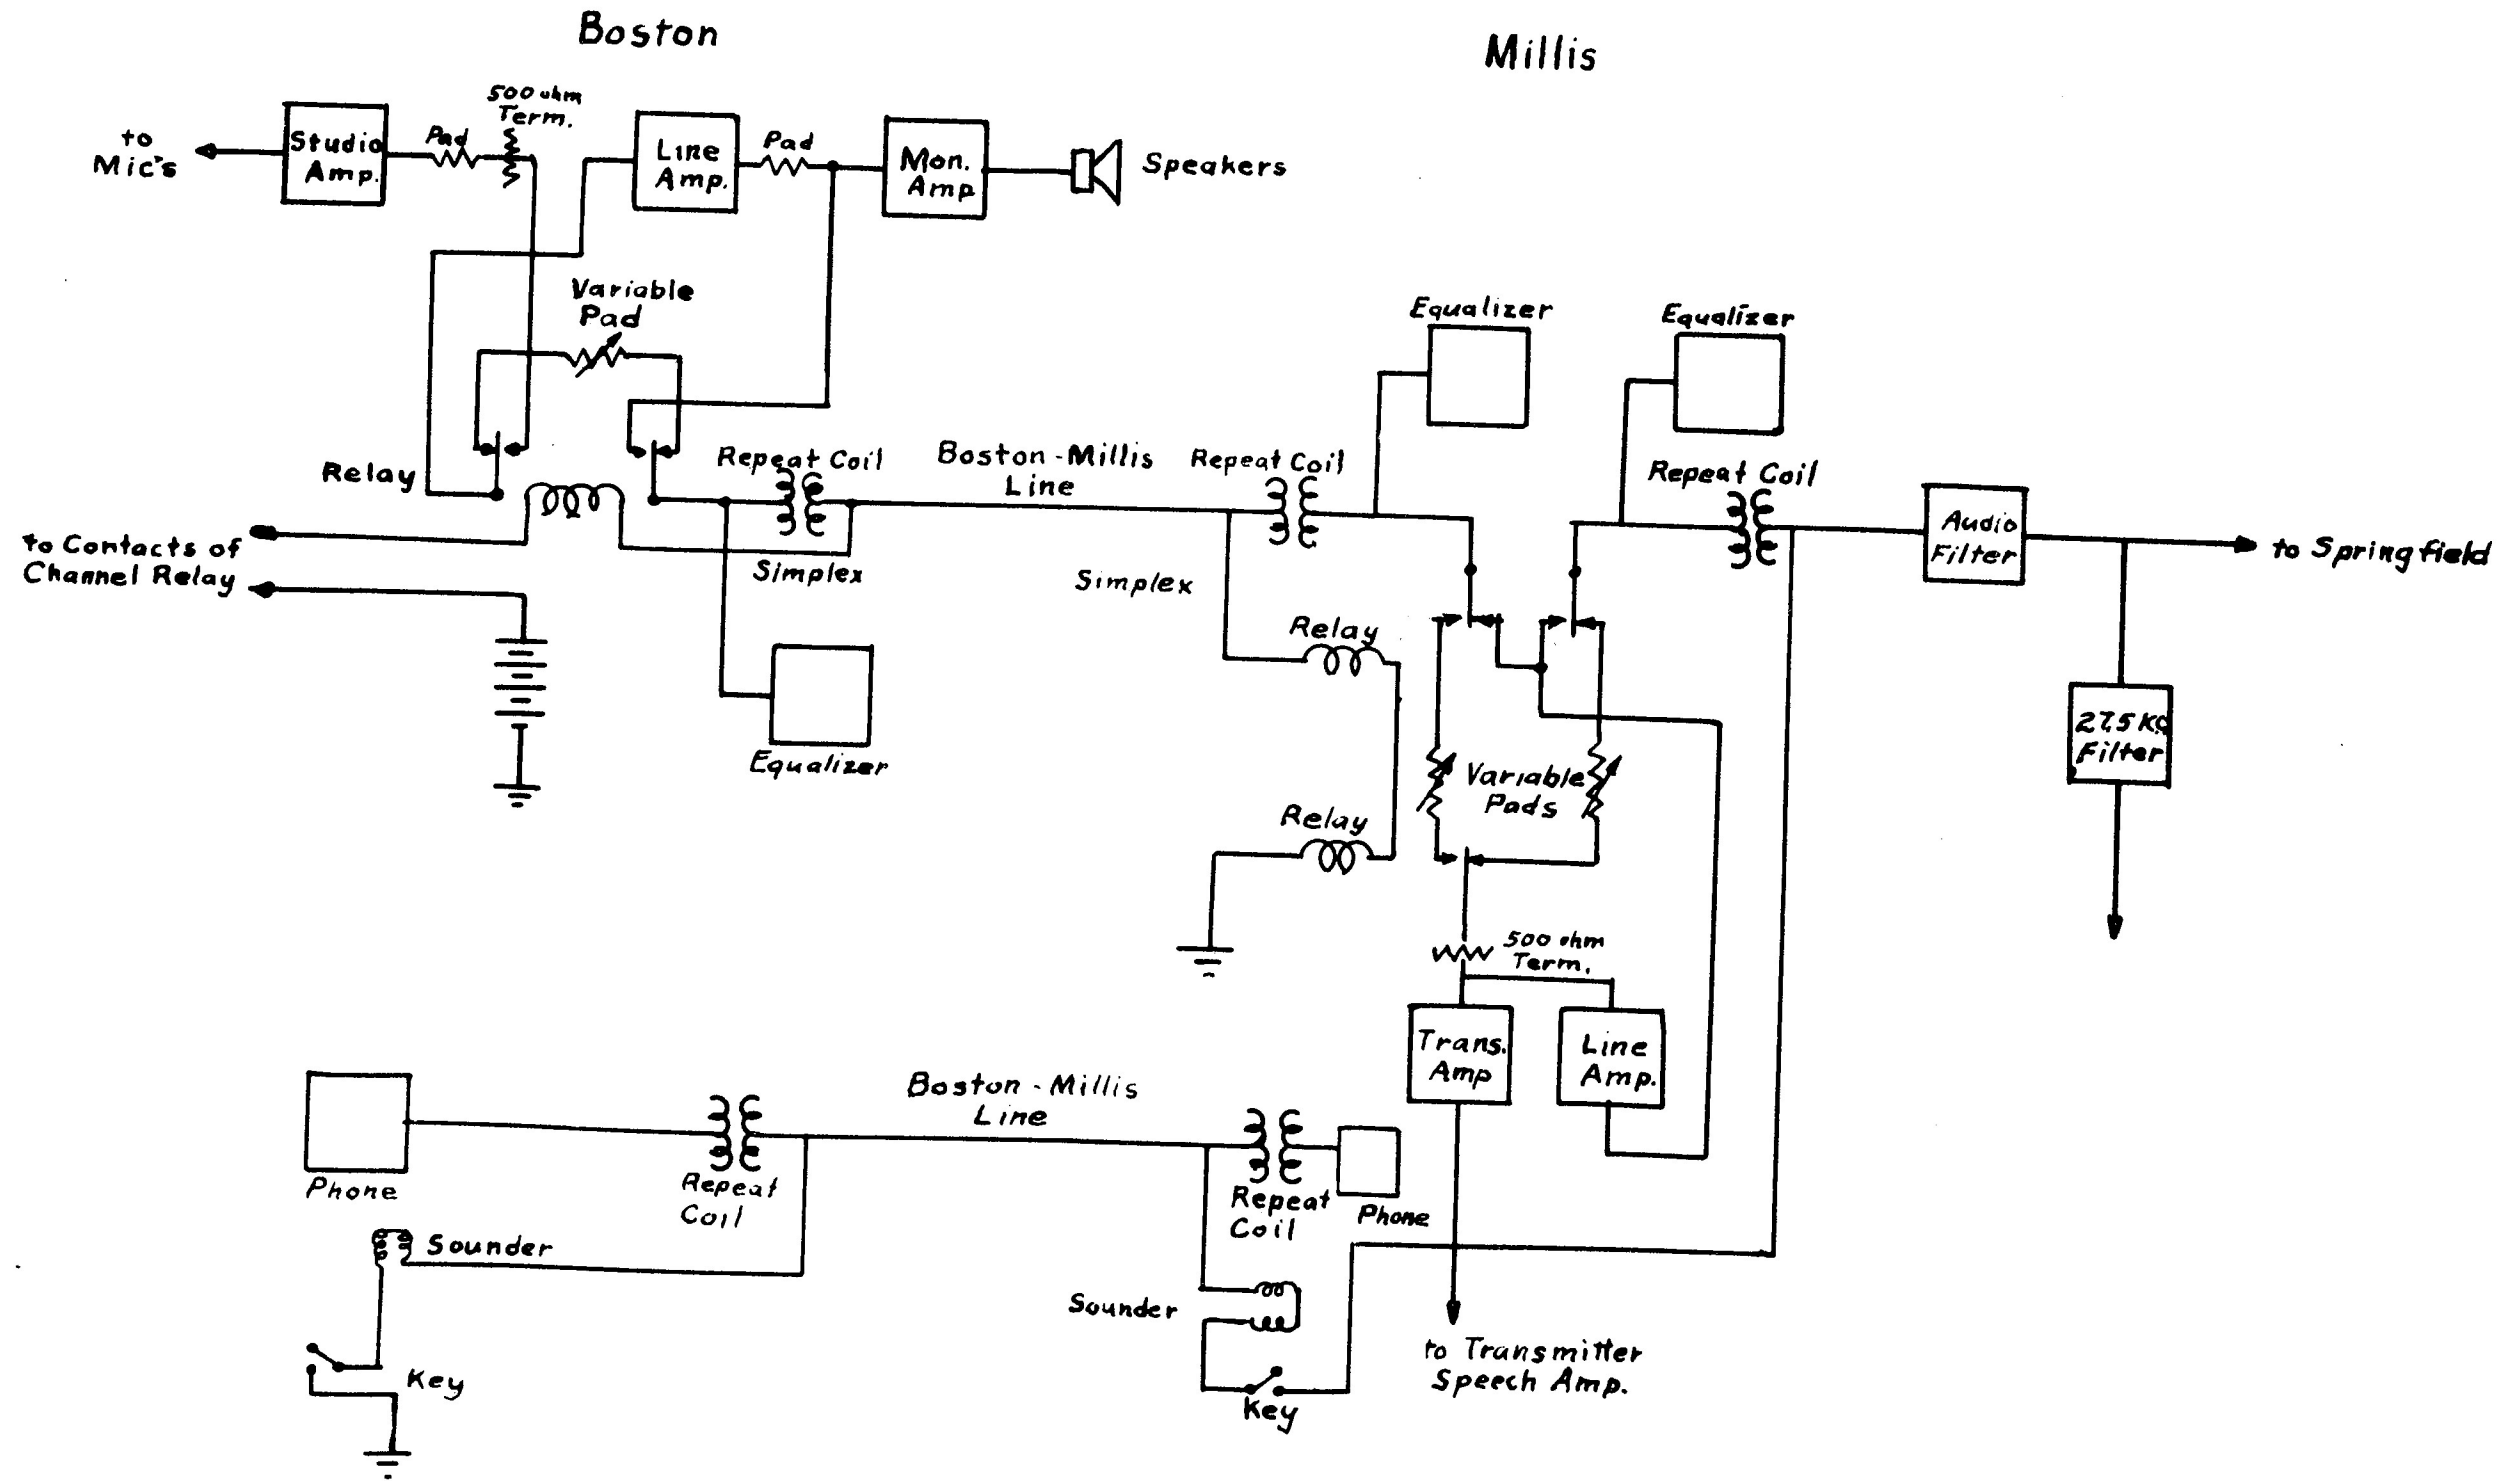 Boston
Millis
500 ohm
Term.
to
Mic's
Studio
Amp.
Pad
Line
Amp.
Pad
Mon.
Amp
Speakers
Variable
Pad
Equalizer
Equalizer
Relay
Repeat Coil
Boston-Millis
Line
Repeat Coil
Repeat Coil
Audio
Filter
to Springfield
to Contacts of
Channel Relay
Simplex
Simplex
Relay
Equalizer
Variable
Pads
27.5 KC
Filter
Relay
500 ohm
Term.
Trans.
Amp
Line
Amp.
Boston-Millis
Line
Phone
Repeat
Coil
Repeat
Coil
Phone
Sounder
Sounder
Key
Key
to Transmitter
Speech Amp.